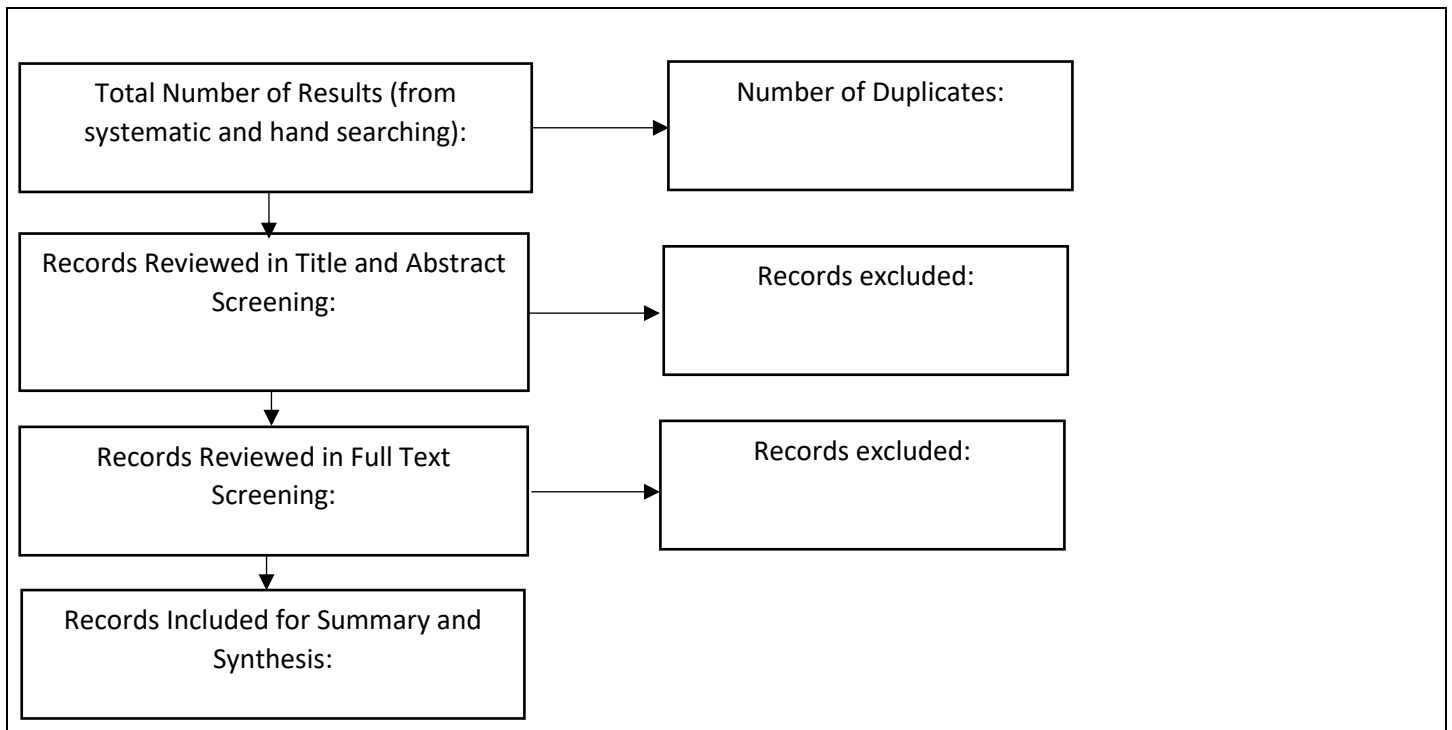 Total Number of Results (from
systematic and hand searching):
Number of Duplicates:
Records Reviewed in Title and Abstract
Screening:
Records excluded:
Records Reviewed in Full Text
Screening:
Records excluded:
Records Included for Summary and
Synthesis: